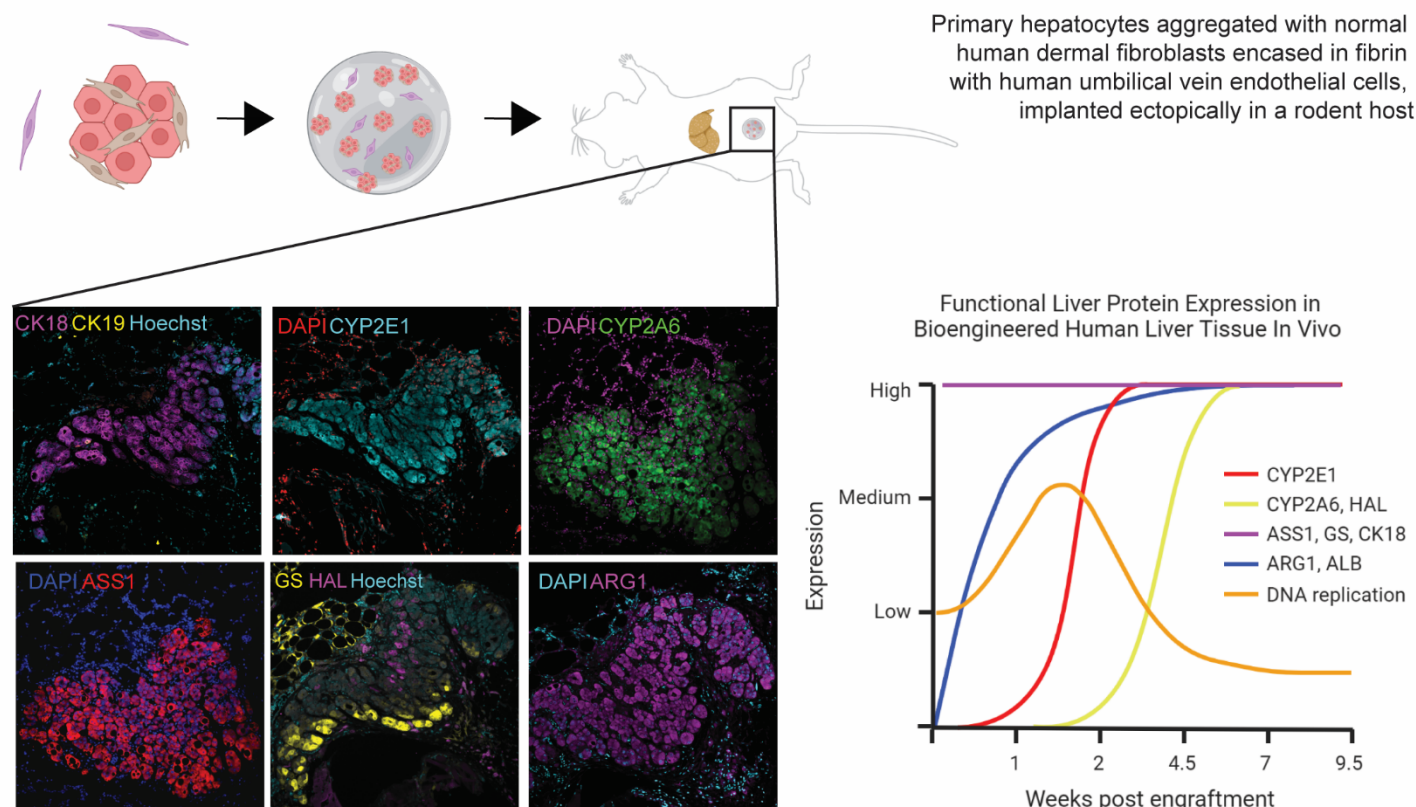 Primary hepatocytes aggregated with normal
human dermal fibroblasts encased in fibrin
with human umbilical vein endothelial cells,
implanted ectopically in a rodent host
CK18 CK19 Hoechst
DAPI CYP2E1
DAPI CYP2A6
DAPI ASS1
GS HAL Hoechst
DAPI ARG1
Functional Liver Protein Expression in
Bioengineered Human Liver Tissue In Vivo
Expression
High
Medium
Low
CYP2E1
CYP2A6, HAL
ASS1, GS, CK18
ARG1, ALB
DNA replication
1 2 4.5 7 9.5
Weeks post engraftment